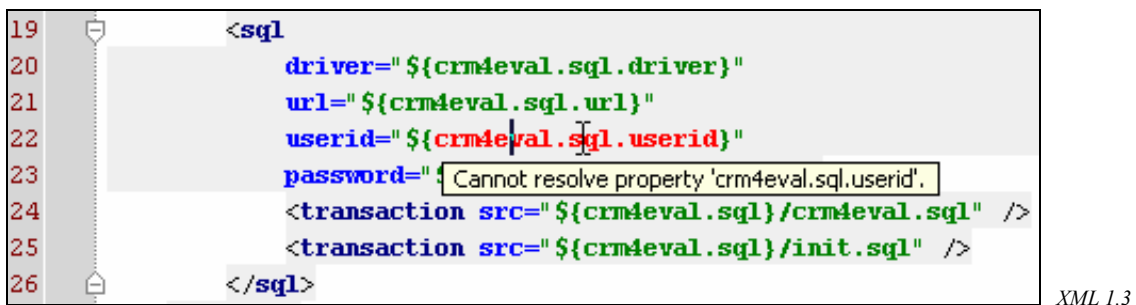 19 <sql
20 driver="${crm4eval.sql.driver}"
21 url="${crm4eval.sql.url}"
22 userid="${crm4eval.sql.userid}"
23 password="$ Cannot resolve property 'crm4eval.sql.userid'.
24 <transaction src="${crm4eval.sql}/crm4eval.sql" />
25 <transaction src="${crm4eval.sql}/init.sql" />
26 </sql>
XML 1.3